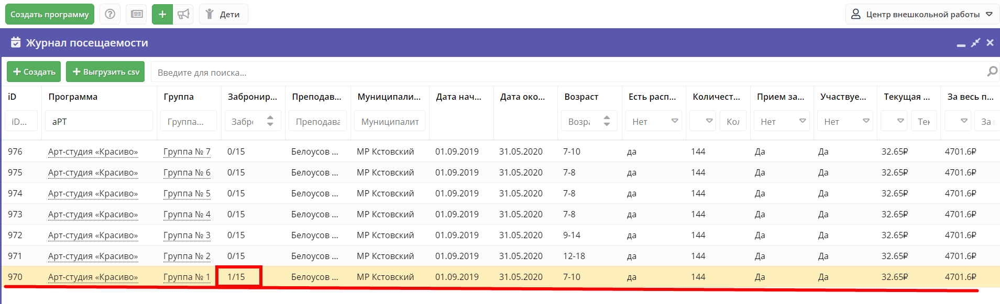 Создать программу Дети Центр внешкольной работы
Журнал посещаемости
Создать Выгрузить csv Введите для поиска...
iD Программа Группа Заброниp... Преподав... Муниципали... Дата нач... Дата око... Возраст Есть расп... Количест... Прием за... Участвуе... Текущая ... За весь п...
iD... аРТ Группа... Забро Преподава Муниципалит Возра Нет Кол Нет Нет Тек За
976 Арт-студия «Красиво» Группа № 7 0/15 Белоусов ... МР Кстовский 01.09.2019 31.05.2020 7-10 да 144 Да Да 32.65₽ 4701.6₽
975 Арт-студия «Красиво» Группа № 6 0/15 Белоусов ... МР Кстовский 01.09.2019 31.05.2020 7-8 да 144 Да Да 32.65₽ 4701.6₽
974 Арт-студия «Красиво» Группа № 5 0/15 Белоусов ... МР Кстовский 01.09.2019 31.05.2020 7-8 да 144 Да Да 32.65₽ 4701.6₽
973 Арт-студия «Красиво» Группа № 4 0/15 Белоусов ... МР Кстовский 01.09.2019 31.05.2020 7-8 да 144 Да Да 32.65₽ 4701.6₽
972 Арт-студия «Красиво» Группа № 3 0/15 Белоусов ... МР Кстовский 01.09.2019 31.05.2020 9-14 да 144 Да Да 32.65₽ 4701.6₽
971 Арт-студия «Красиво» Группа № 2 0/15 Белоусов ... МР Кстовский 01.09.2019 31.05.2020 12-18 да 144 Да Да 32.65₽ 4701.6₽
970 Арт-студия «Красиво» Группа № 1 1/15 Белоусов ... МР Кстовский 01.09.2019 31.05.2020 7-10 да 144 Да Да 32.65₽ 4701.6₽